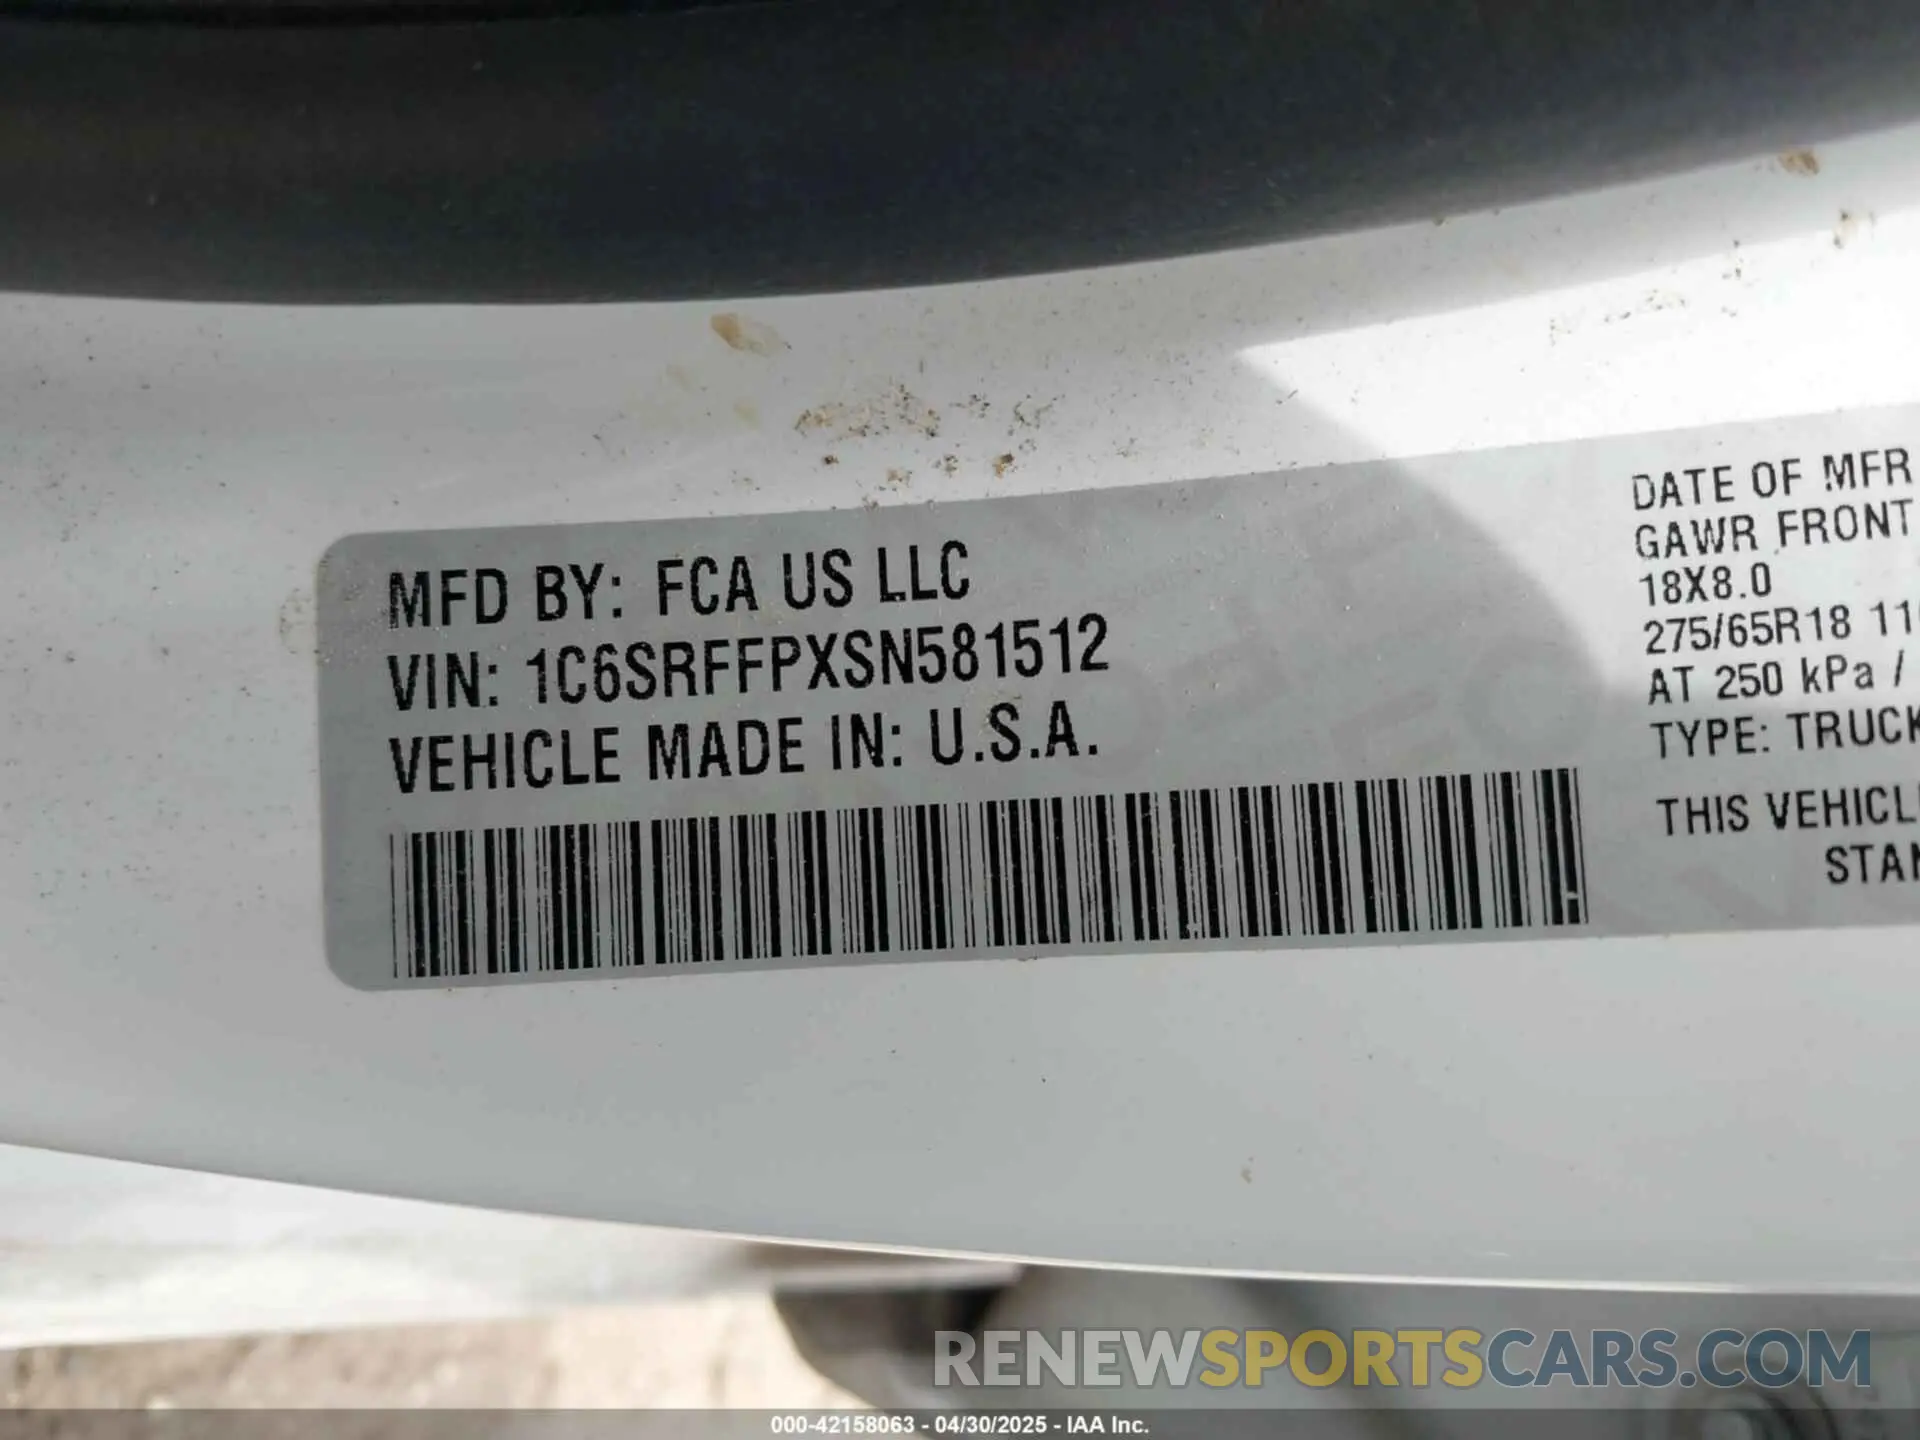 MFD BY: FCA US LLC
VIN: 1C6SRFFPXSN581512
VEHICLE MADE IN: U.S.A.
DATE OF MFR
GAWR FRONT
18X8.0
275/65R18 11
AT 250 kPa /
TYPE: TRUCK
THIS VEHICL
STAN
RENEWSPORTSCARS.COM
000-42158063 - 04/30/2025 - IAA Inc.